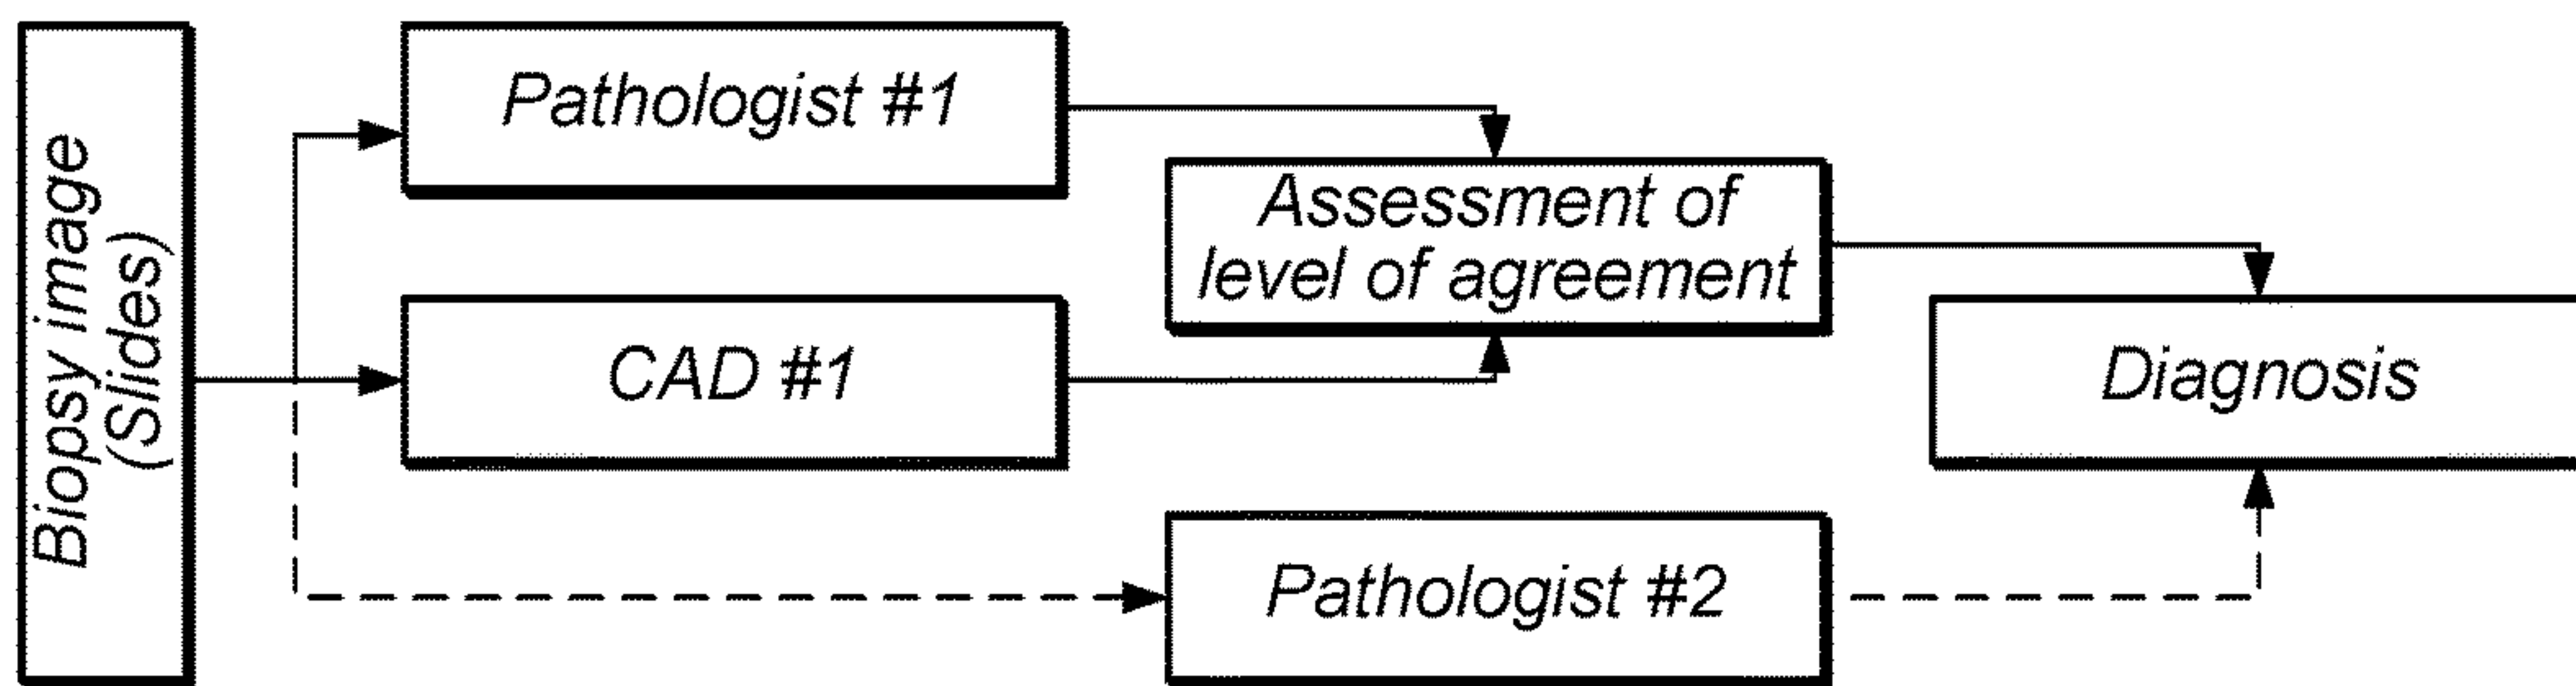 Biopsy image
(Slides)
Pathologist #1
CAD #1
Assessment of
level of agreement
Pathologist #2
Diagnosis